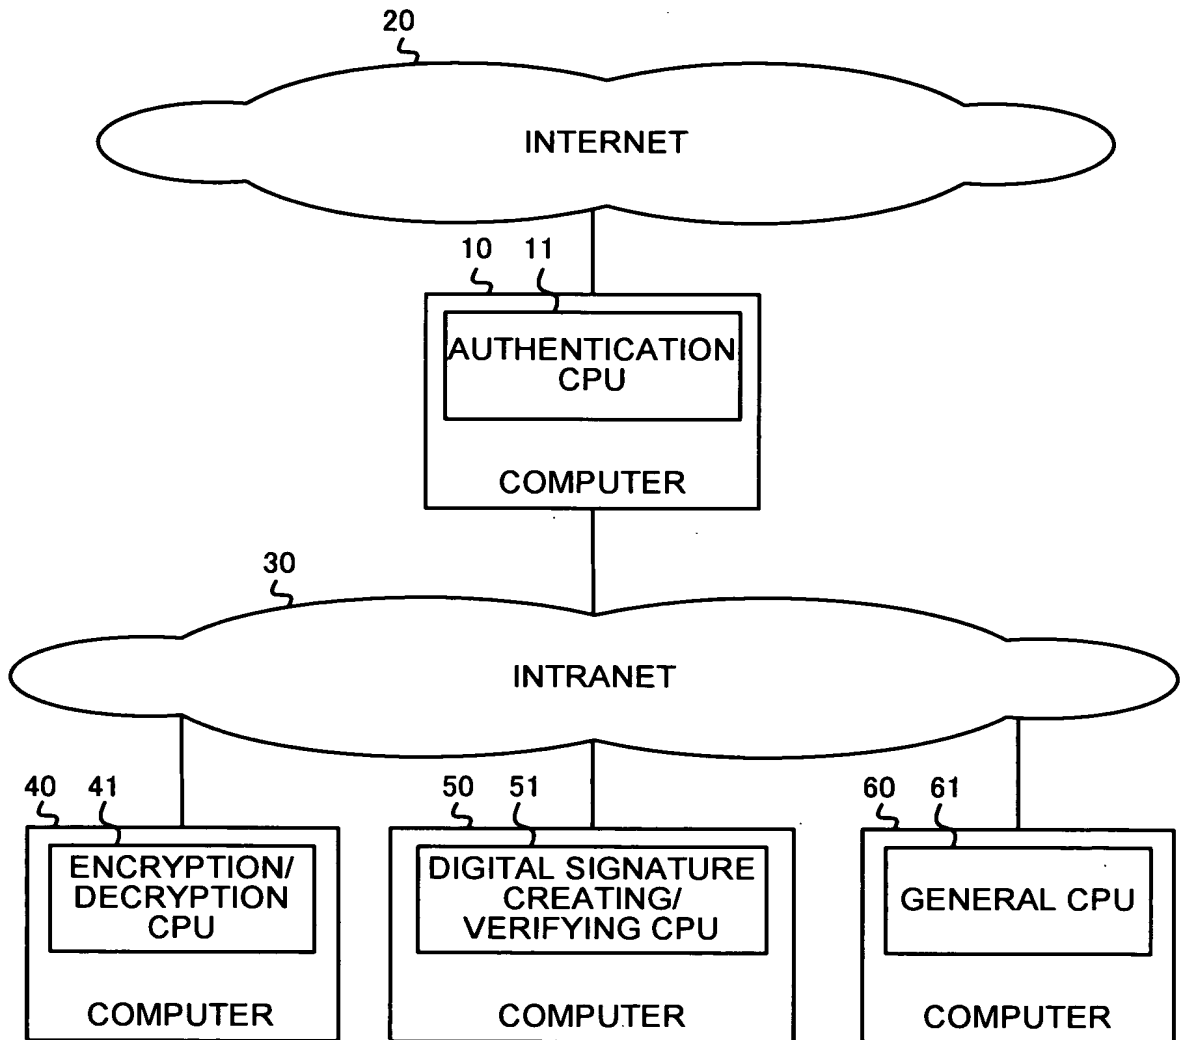 20
INTERNET
10 11
AUTHENTICATION
CPU
COMPUTER
30
INTRANET
40 41
ENCRYPTION/
DECRYPTION
CPU
COMPUTER
50 51
DIGITAL SIGNATURE
CREATING/
VERIFYING CPU
COMPUTER
60 61
GENERAL CPU
COMPUTER